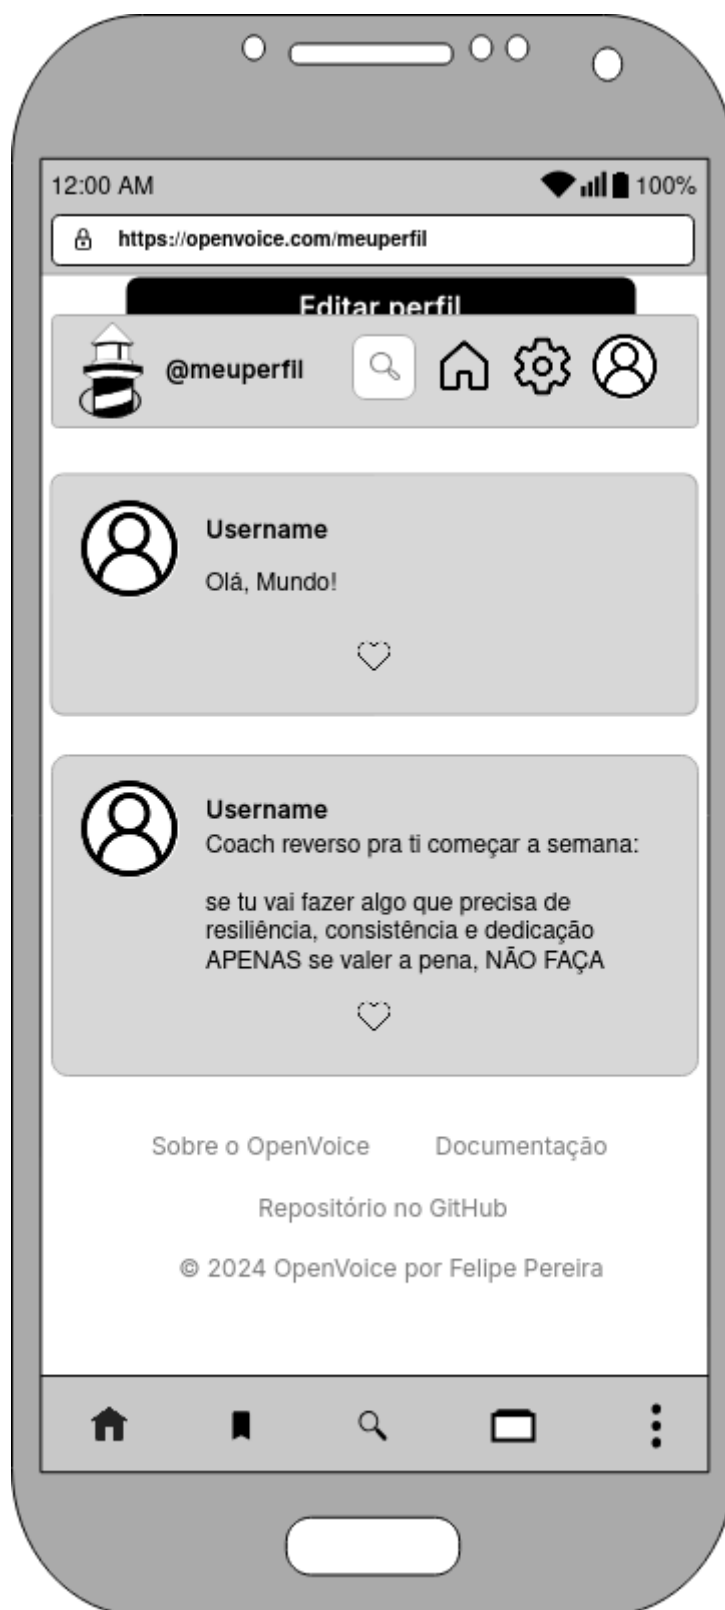 12:00 AM 100%
https://openvoice.com/meuperfil
Editar perfil
@meuperfil
Username
Olá, Mundo!
Username
Coach reverso pra ti começar a semana:
se tu vai fazer algo que precisa de
resiliência, consistência e dedicação
APENAS se valer a pena, NÃO FAÇA
Sobre o OpenVoice Documentação
Repositório no GitHub
© 2024 OpenVoice por Felipe Pereira